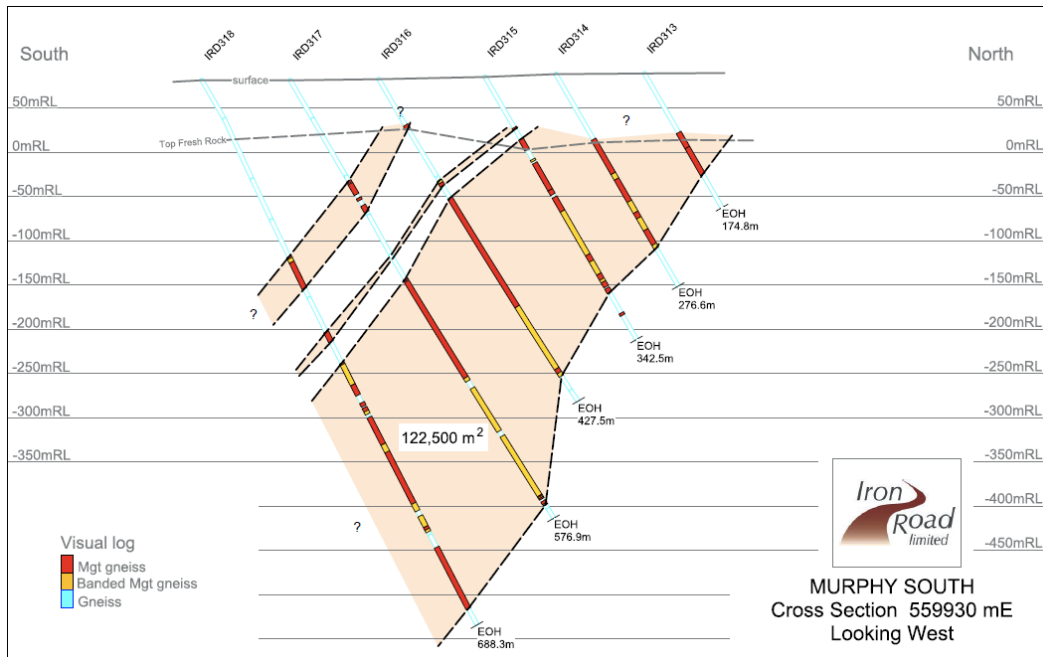 South
IRD318
IRD317
IRD316
IRD315
IRD314
IRD313
North
surface
?
?
50mRL
50mRL
Top Fresh Rock
0mRL
0mRL
-50mRL
-50mRL
EOH
174.8m
-100mRL
-100mRL
-150mRL
-150mRL
EOH
276.6m
?
-200mRL
-200mRL
EOH
342.5m
-250mRL
-250mRL
-300mRL
-300mRL
EOH
427.5m
122,500 m²
-350mRL
-350mRL
-400mRL
?
EOH
576.9m
-450mRL
Iron
Road
limited
Visual log
Mgt gneiss
Banded Mgt gneiss
Gneiss
EOH
688.3m
MURPHY SOUTH
Cross Section 559930 mE
Looking West